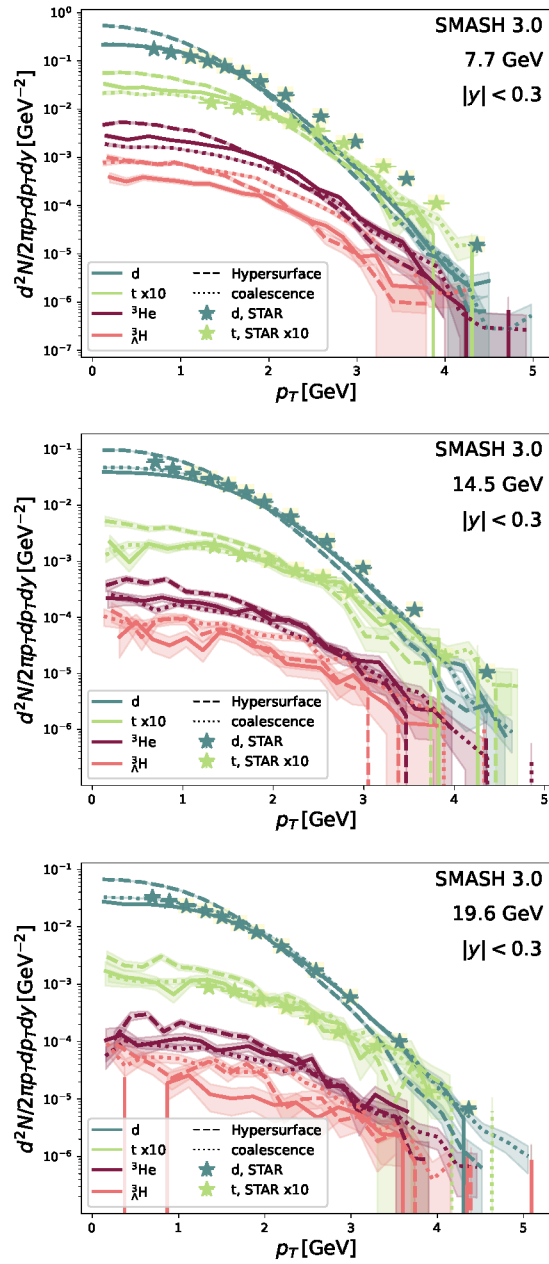 SMASH 3.0
7.7 GeV
|y| < 0.3
d²N/2πp_T dp_T dy [GeV⁻²]
10⁰
10⁻¹
10⁻²
10⁻³
10⁻⁴
10⁻⁵
10⁻⁶
10⁻⁷
d
t x10
³He
³ΛH
Hypersurface
coalescence
d, STAR
t, STAR x10
0 1 2 3 4 5
p_T [GeV]
SMASH 3.0
14.5 GeV
|y| < 0.3
d²N/2πp_T dp_T dy [GeV⁻²]
10⁻¹
10⁻²
10⁻³
10⁻⁴
10⁻⁵
10⁻⁶
d
t x10
³He
³ΛH
Hypersurface
coalescence
d, STAR
t, STAR x10
0 1 2 3 4 5
p_T [GeV]
SMASH 3.0
19.6 GeV
|y| < 0.3
d²N/2πp_T dp_T dy [GeV⁻²]
10⁻¹
10⁻²
10⁻³
10⁻⁴
10⁻⁵
10⁻⁶
d
t x10
³He
³ΛH
Hypersurface
coalescence
d, STAR
t, STAR x10
0 1 2 3 4 5
p_T [GeV]